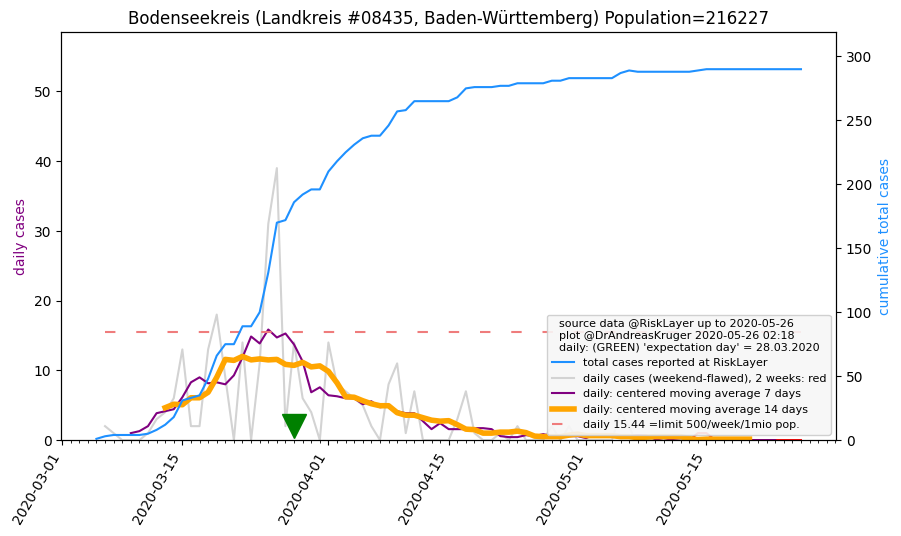 Bodenseekreis (Landkreis #08435, Baden-Württemberg) Population=216227
daily cases
0
10
20
30
40
50
cumulative total cases
0
50
100
150
200
250
300
2020-03-01
2020-03-15
2020-04-01
2020-04-15
2020-05-01
2020-05-15
source data @RiskLayer up to 2020-05-26
plot @DrAndreasKruger 2020-05-26 02:18
daily: (GREEN) 'expectation day' = 28.03.2020
total cases reported at RiskLayer
daily cases (weekend-flawed), 2 weeks: red
daily: centered moving average 7 days
daily: centered moving average 14 days
daily 15.44 =limit 500/week/1mio pop.